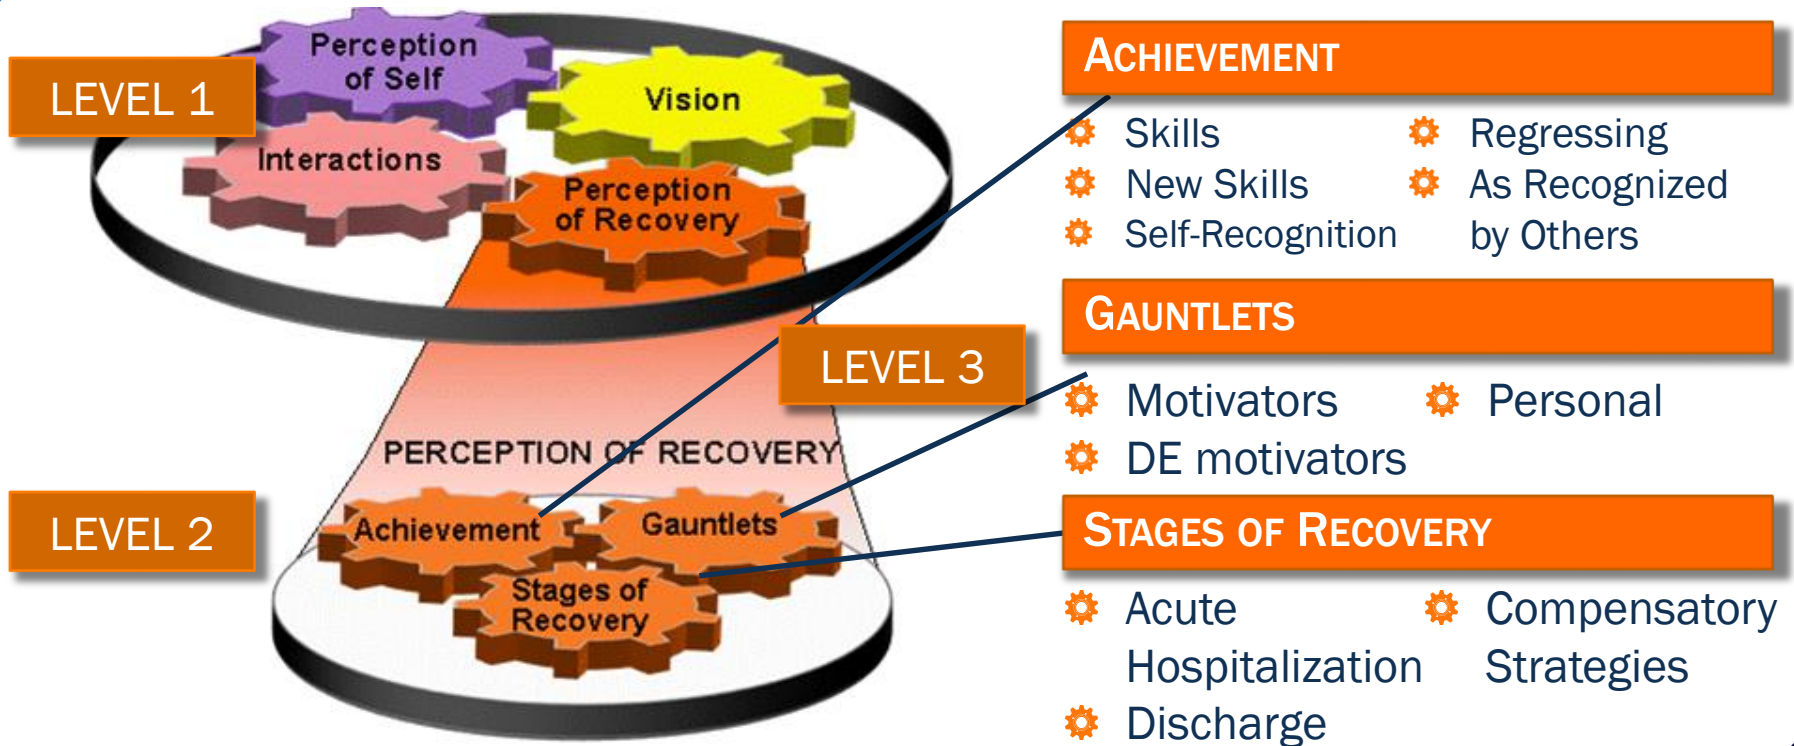 LEVEL 1
Perception
of Self
Vision
Interactions
Perception
of Recovery
LEVEL 3
PERCEPTION OF RECOVERY
LEVEL 2
Achievement
Gauntlets
Stages of
Recovery
ACHIEVEMENT
Skills
New Skills
Self-Recognition
Regressing
As Recognized
by Others
GAUNTLETS
Motivators
DE motivators
Personal
STAGES OF RECOVERY
Acute
Hospitalization
Discharge
Compensatory
Strategies